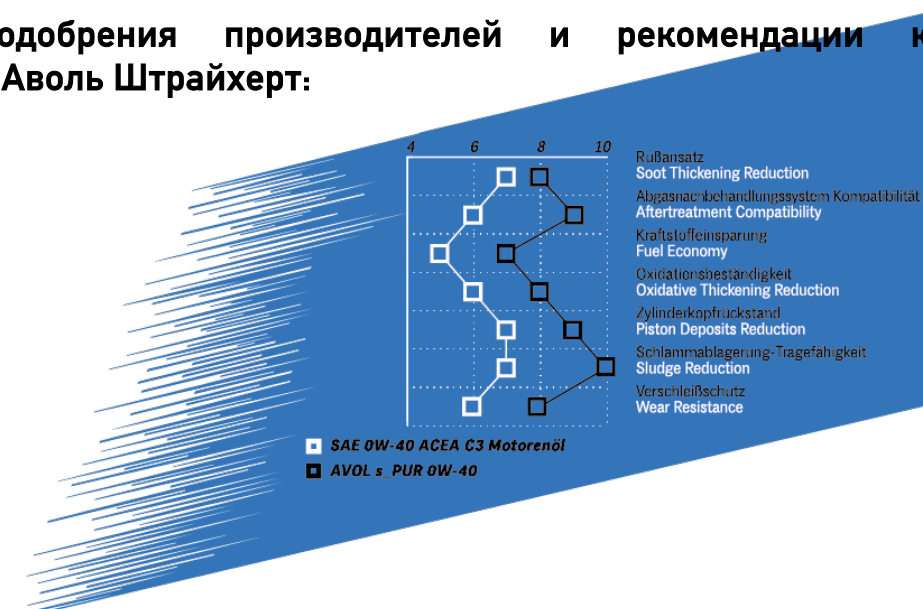 одобрения производителей и рекомендации к
Аволь Штрайхерт:
4 6 8 10
Rußansatz
Soot Thickening Reduction
Abgasnachbehandlungssystem Kompatibilität
Aftertreatment Compatibility
Kraftstoffeinsparung
Fuel Economy
Oxidationsbeständigkeit
Oxidative Thickening Reduction
Zylinderkopfrückstand
Piston Deposits Reduction
Schlammablagerung-Tragefähigkeit
Sludge Reduction
Verschleißschutz
Wear Resistance
SAE 0W-40 ACEA C3 Motorenöl
AVOL s_PUR 0W-40